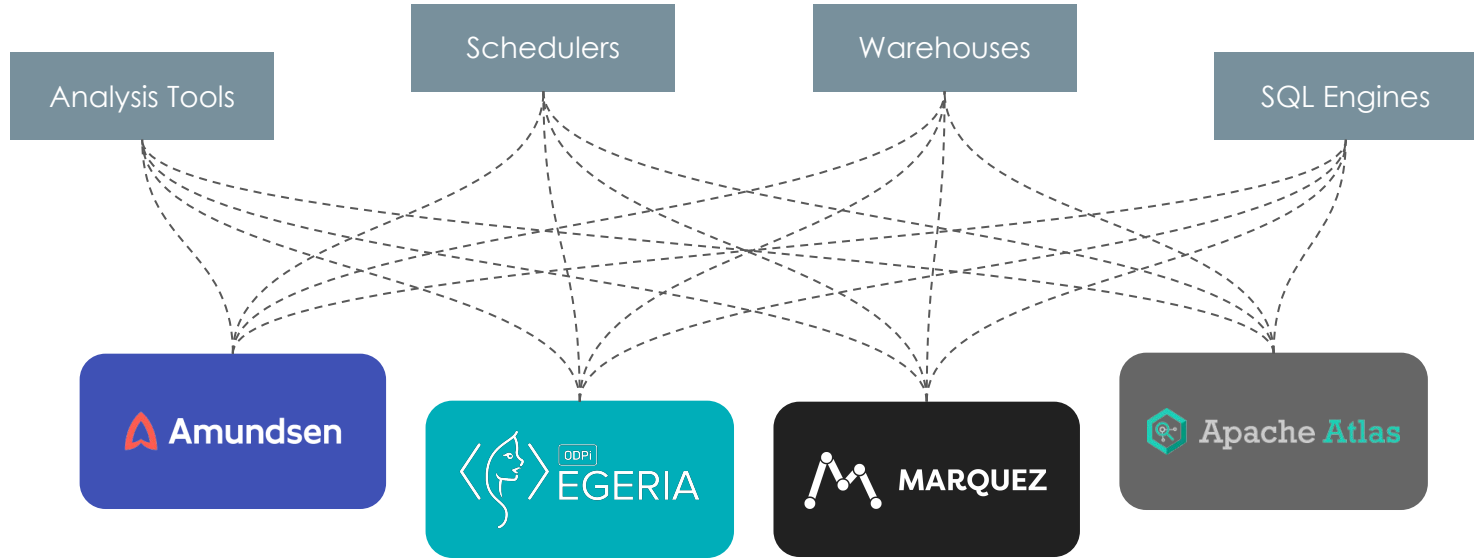 Analysis Tools
Schedulers
Warehouses
SQL Engines
Amundsen
ODPi
EGERIA
MARQUEZ
Apache Atlas